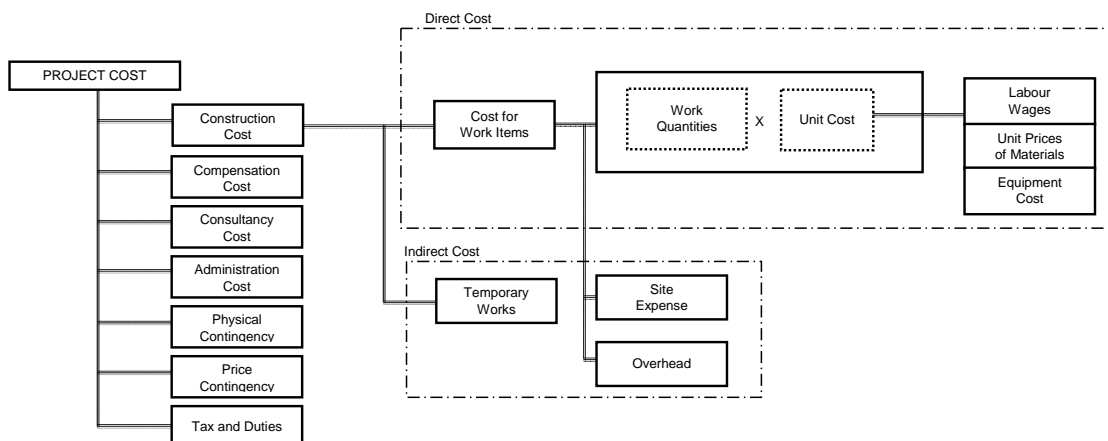 Direct Cost
PROJECT COST
Construction
Cost
Compensation
Cost
Consultancy
Cost
Administration
Cost
Physical
Contingency
Price
Contingency
Tax and Duties
Cost for
Work Items
Work
Quantities
X
Unit Cost
Labour
Wages
Unit Prices
of Materials
Equipment
Cost
Indirect Cost
Temporary
Works
Site
Expense
Overhead